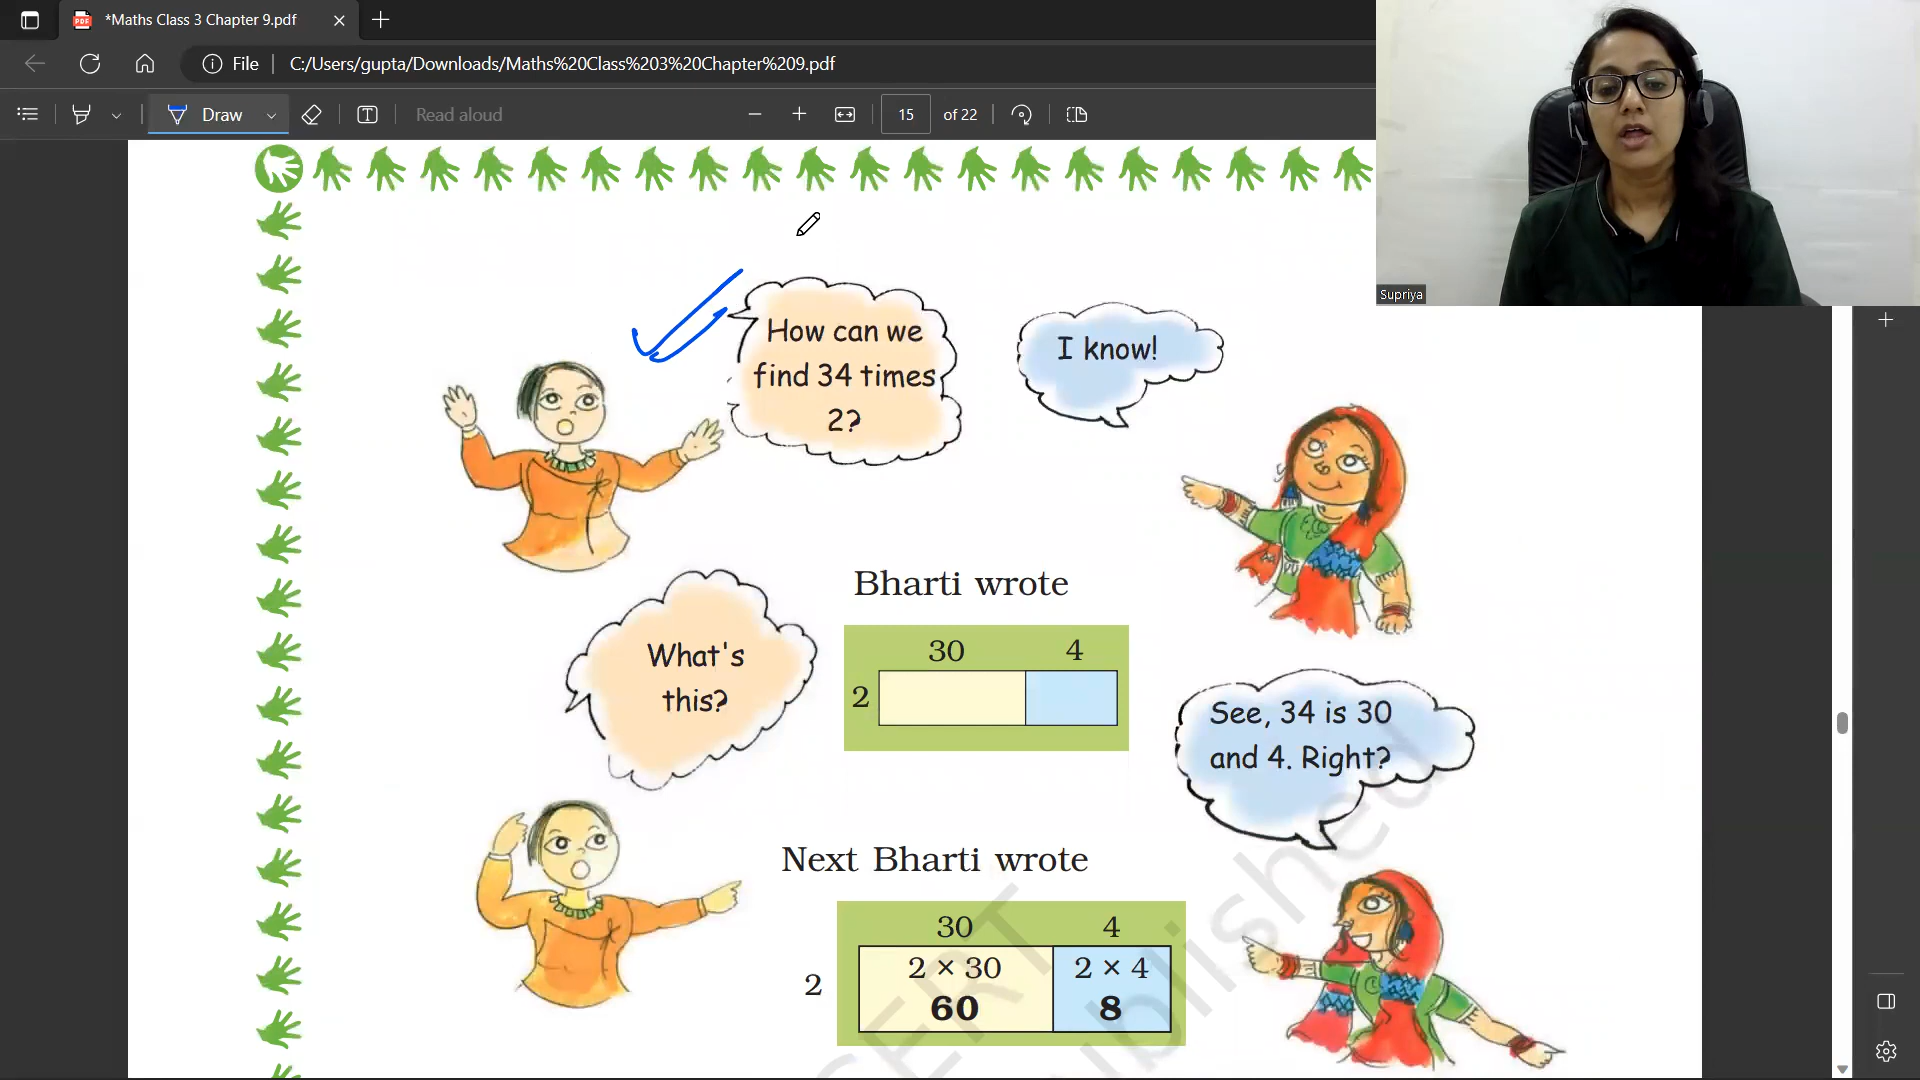 *Maths Class 3 Chapter 9.pdf
File
C:/Users/gupta/Downloads/Maths%20Class%203%20Chapter%209.pdf
Draw
Read aloud
15
of 22
Supriya
How can we
find 34 times
2?
I know!
Bharti wrote
What's
this?
30 4
2
See, 34 is 30
and 4. Right?
Next Bharti wrote
30 4
2 × 30 2 × 4
2
60 8